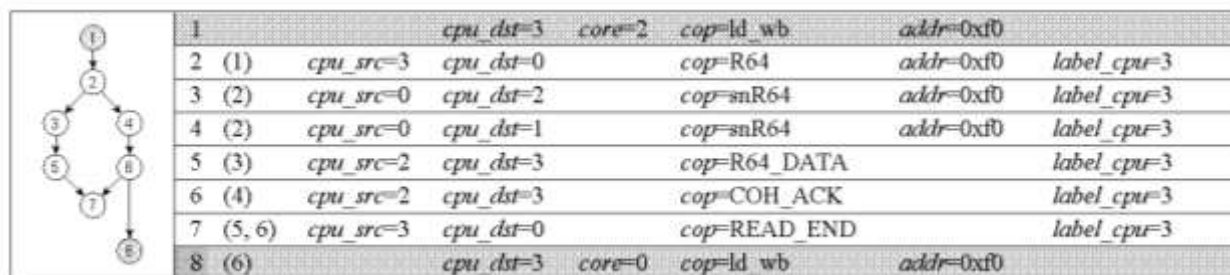 1 cpu_dst=3 core=2 cop=ld_wb addr=0xf0
2 (1) cpu_src=3 cpu_dst=0 cop=R64 addr=0xf0 label_cpu=3
3 (2) cpu_src=0 cpu_dst=2 cop=snR64 addr=0xf0 label_cpu=3
4 (2) cpu_src=0 cpu_dst=1 cop=snR64 addr=0xf0 label_cpu=3
5 (3) cpu_src=2 cpu_dst=3 cop=R64_DATA label_cpu=3
6 (4) cpu_src=2 cpu_dst=3 cop=COH_ACK label_cpu=3
7 (5, 6) cpu_src=3 cpu_dst=0 cop=READ_END label_cpu=3
8 (6) cpu_dst=3 core=0 cop=ld_wb addr=0xf0
1
2
3 4
5 6
7
8